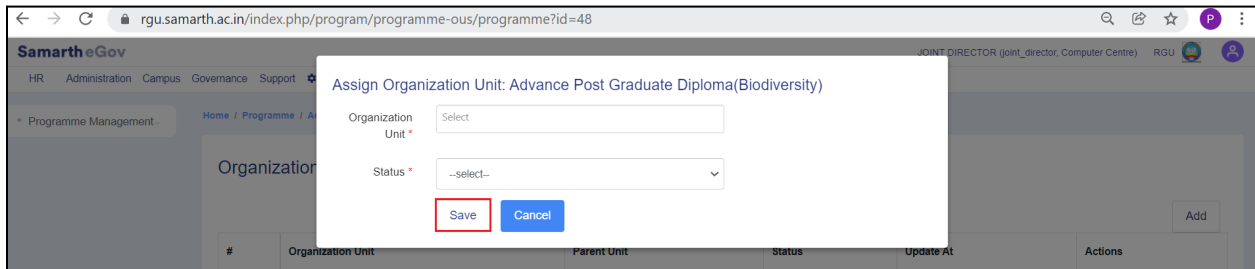 rgu.samarth.ac.in/index.php/program/programme-ous/programme?id=48
P
Samarth eGov
JOINT DIRECTOR (joint_director, Computer Centre) RGU
HR Administration Campus Governance Support
Assign Organization Unit: Advance Post Graduate Diploma(Biodiversity)
* Programme Management
Home / Programme / A
Organization Unit *
Select
Organization
Status *
--select--
Save
Cancel
Add
# Organization Unit Parent Unit Status Update At Actions